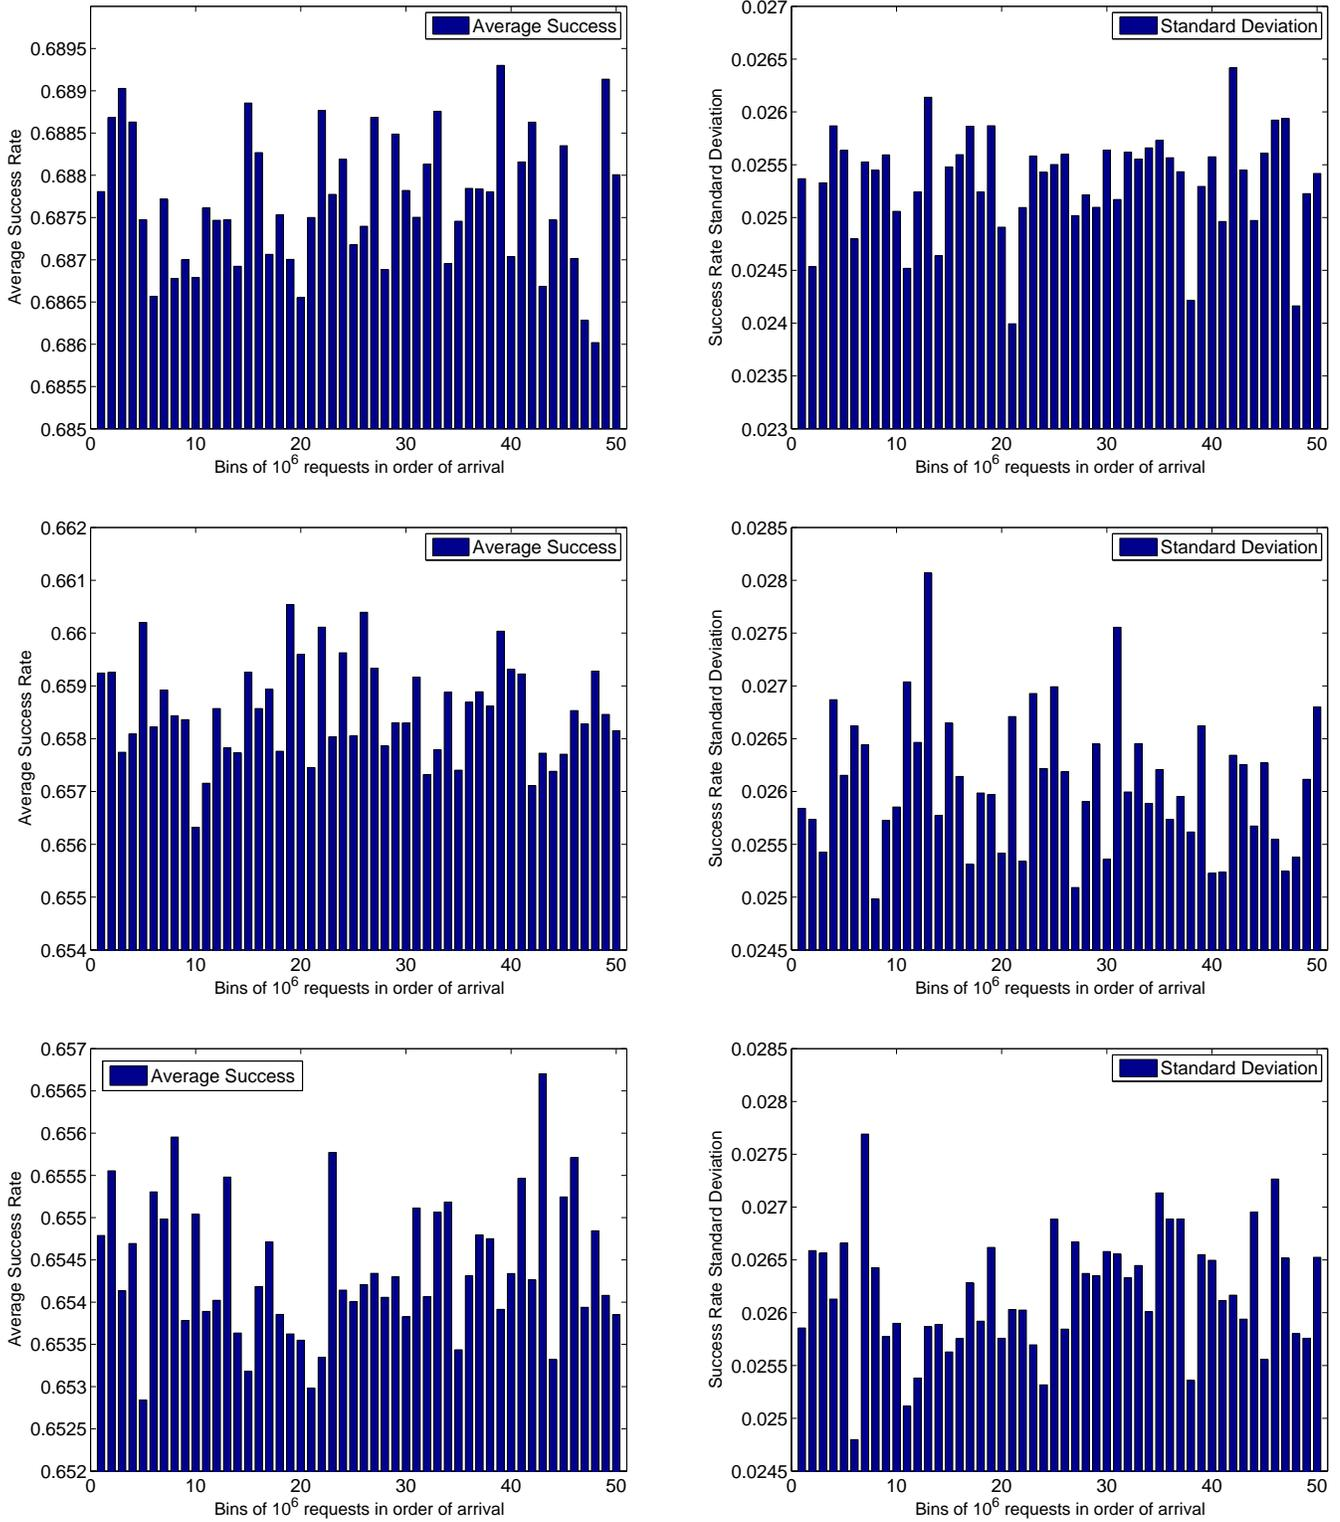 Average Success
0.6895
0.689
0.6885
0.688
0.6875
0.687
0.6865
0.686
0.6855
0.685
Average Success Rate
0 10 20 30 40 50
Bins of 10^6 requests in order of arrival
Standard Deviation
0.027
0.0265
0.026
0.0255
0.025
0.0245
0.024
0.0235
0.023
Success Rate Standard Deviation
0 10 20 30 40 50
Bins of 10^6 requests in order of arrival
Average Success
0.662
0.661
0.66
0.659
0.658
0.657
0.656
0.655
0.654
Average Success Rate
0 10 20 30 40 50
Bins of 10^6 requests in order of arrival
Standard Deviation
0.0285
0.028
0.0275
0.027
0.0265
0.026
0.0255
0.025
0.0245
Success Rate Standard Deviation
0 10 20 30 40 50
Bins of 10^6 requests in order of arrival
Average Success
0.657
0.6565
0.656
0.6555
0.655
0.6545
0.654
0.6535
0.653
0.6525
0.652
Average Success Rate
0 10 20 30 40 50
Bins of 10^6 requests in order of arrival
Standard Deviation
0.0285
0.028
0.0275
0.027
0.0265
0.026
0.0255
0.025
0.0245
Success Rate Standard Deviation
0 10 20 30 40 50
Bins of 10^6 requests in order of arrival